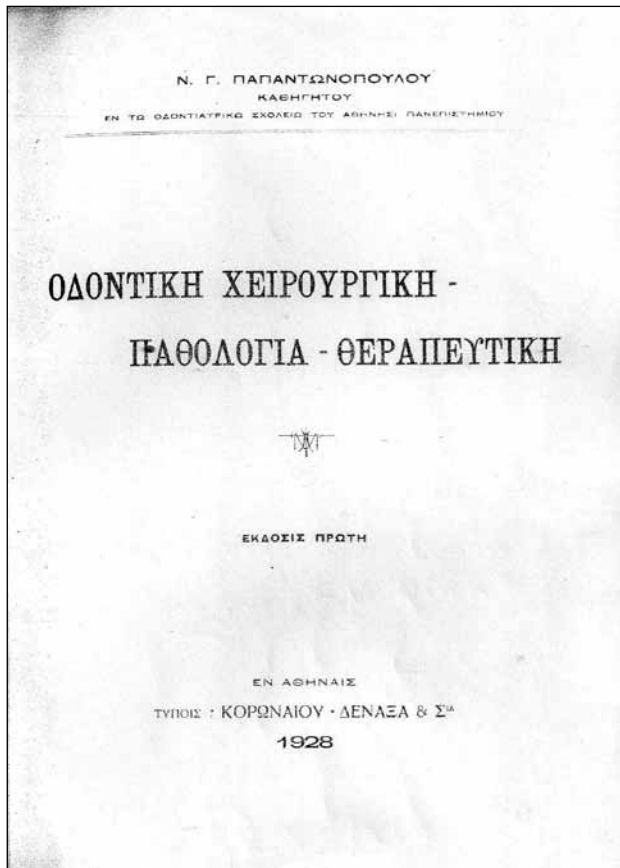 Ν. Γ. ΠΑΠΑΝΤΩΝΟΠΟΥΛΟΥ
ΚΑΘΗΓΗΤΟΥ
ΕΝ ΤΩ ΟΔΟΝΤΙΑΤΡΙΚΩ ΣΧΟΛΕΙΩ ΤΟΥ ΑΘΗΝΗΣΙ ΠΑΝΕΠΙΣΤΗΜΙΟΥ
ΟΔΟΝΤΙΚΗ ΧΕΙΡΟΥΡΓΙΚΗ -
ΠΑΘΟΛΟΓΙΑ - ΘΕΡΑΠΕΥΤΙΚΗ
ΕΚΔΟΣΙΣ ΠΡΩΤΗ
ΕΝ ΑΘΗΝΑΙΣ
ΤΥΠΟΙΣ : ΚΟΡΩΝΑΙΟΥ · ΔΕΝΑΞΑ & Σᴵᴬ
1928